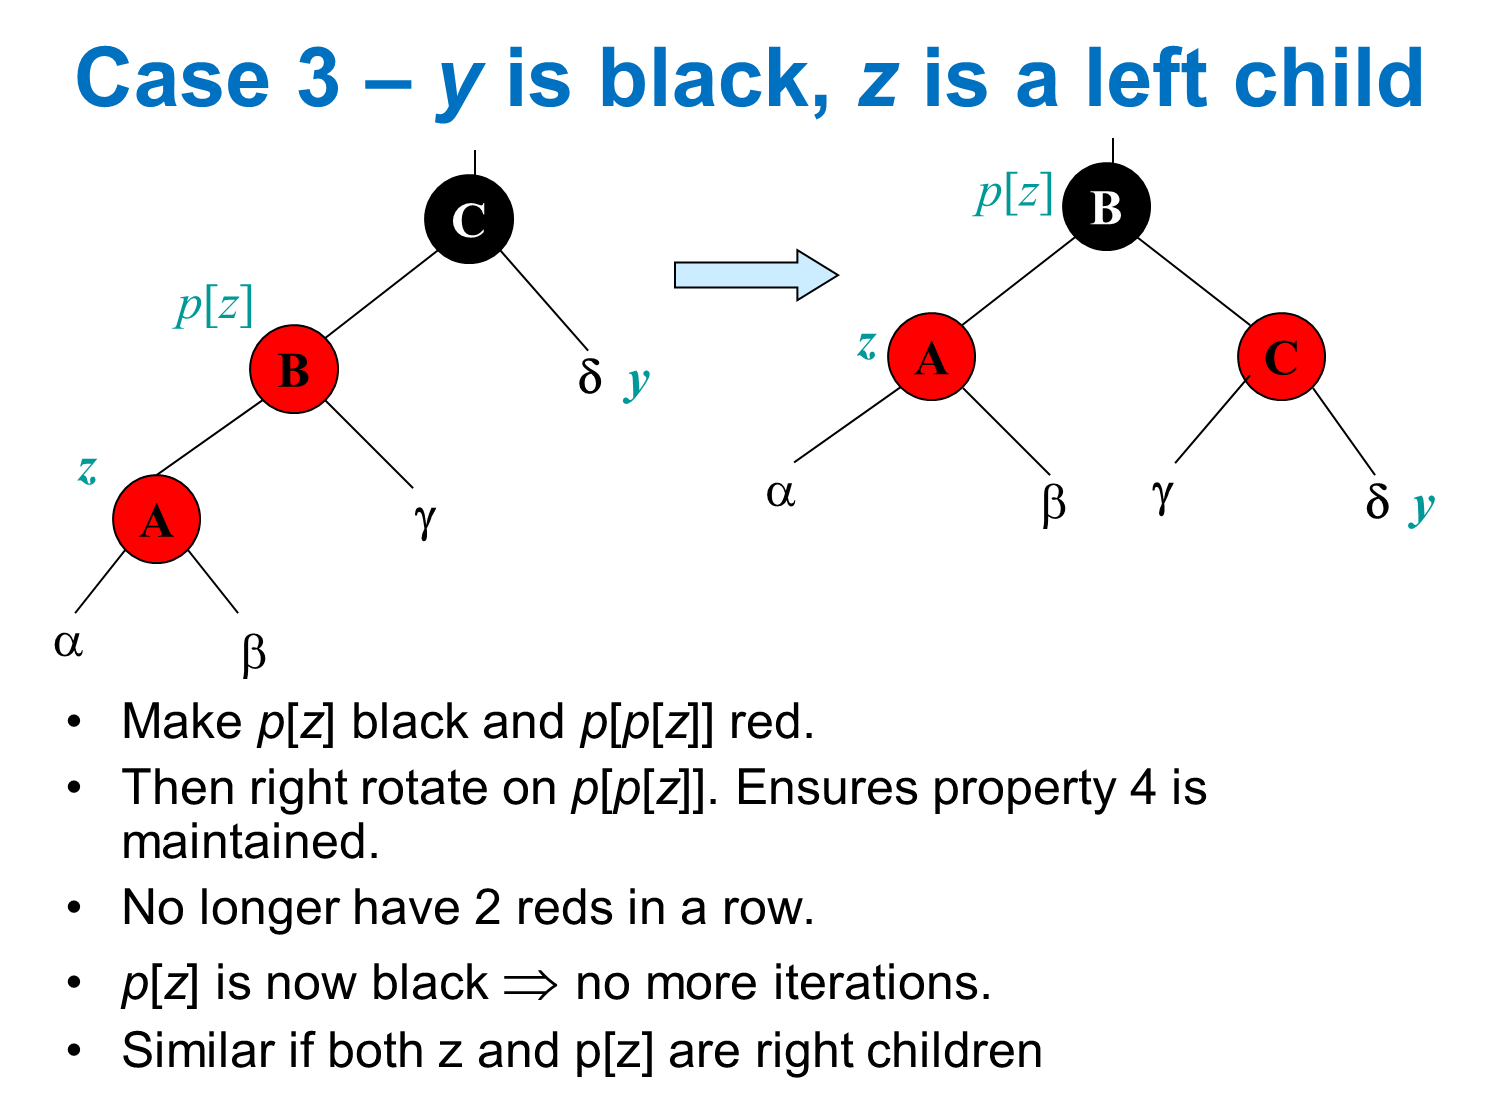 Case 3 – y is black, z is a left child
C
p[z]
B
δ y
z
A
γ
α
β
p[z]
B
z
A
C
α
β
γ
δ y
• Make p[z] black and p[p[z]] red.
• Then right rotate on p[p[z]]. Ensures property 4 is
maintained.
• No longer have 2 reds in a row.
• p[z] is now black ⇒ no more iterations.
• Similar if both z and p[z] are right children